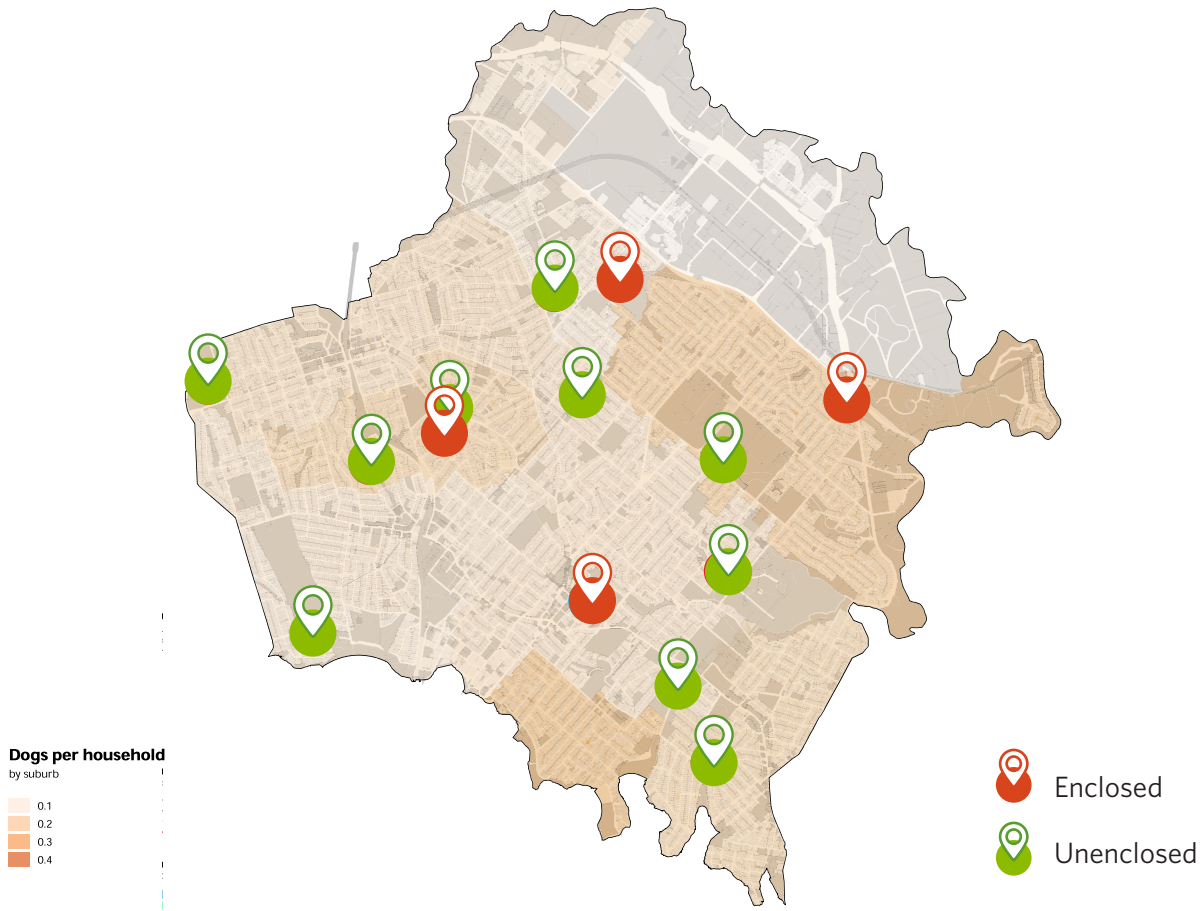 Dogs per household
by suburb
0.1
0.2
0.3
0.4
Enclosed
Unenclosed